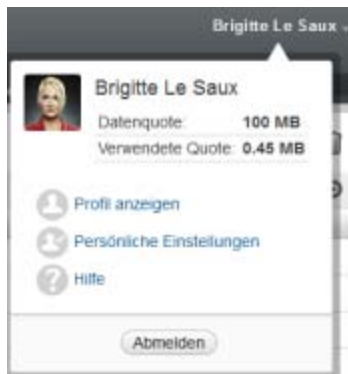 Brigitte Le Saux
Brigitte Le Saux
Datenquote: 100 MB
Verwendete Quote: 0,45 MB
Profil anzeigen
Persönliche Einstellungen
Hilfe
Abmelden